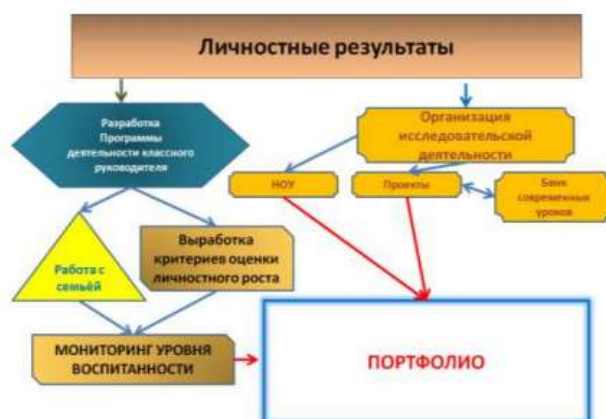 Личностные результаты
Разработка
Программы
деятельности классного
руководителя
Организация
исследовательской
деятельности
НОУ
Проекты
Банк
современных
уроков
Работа с
семьёй
Выработка
критериев оценки
личностного роста
МОНИТОРИНГ УРОВНЯ
ВОСПИТАННОСТИ
ПОРТФОЛИО